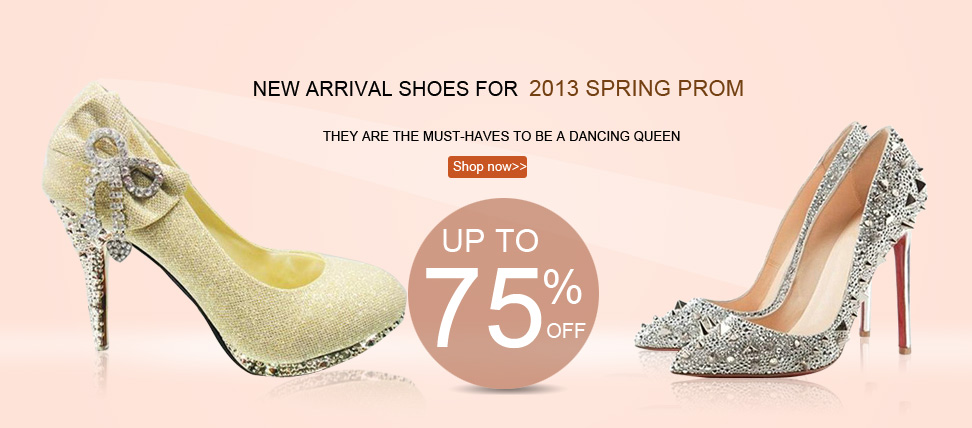 NEW ARRIVAL SHOES FOR 2013 SPRING PROM
THEY ARE THE MUST-HAVES TO BE A DANCING QUEEN
Shop now>>
UP TO
75%
OFF